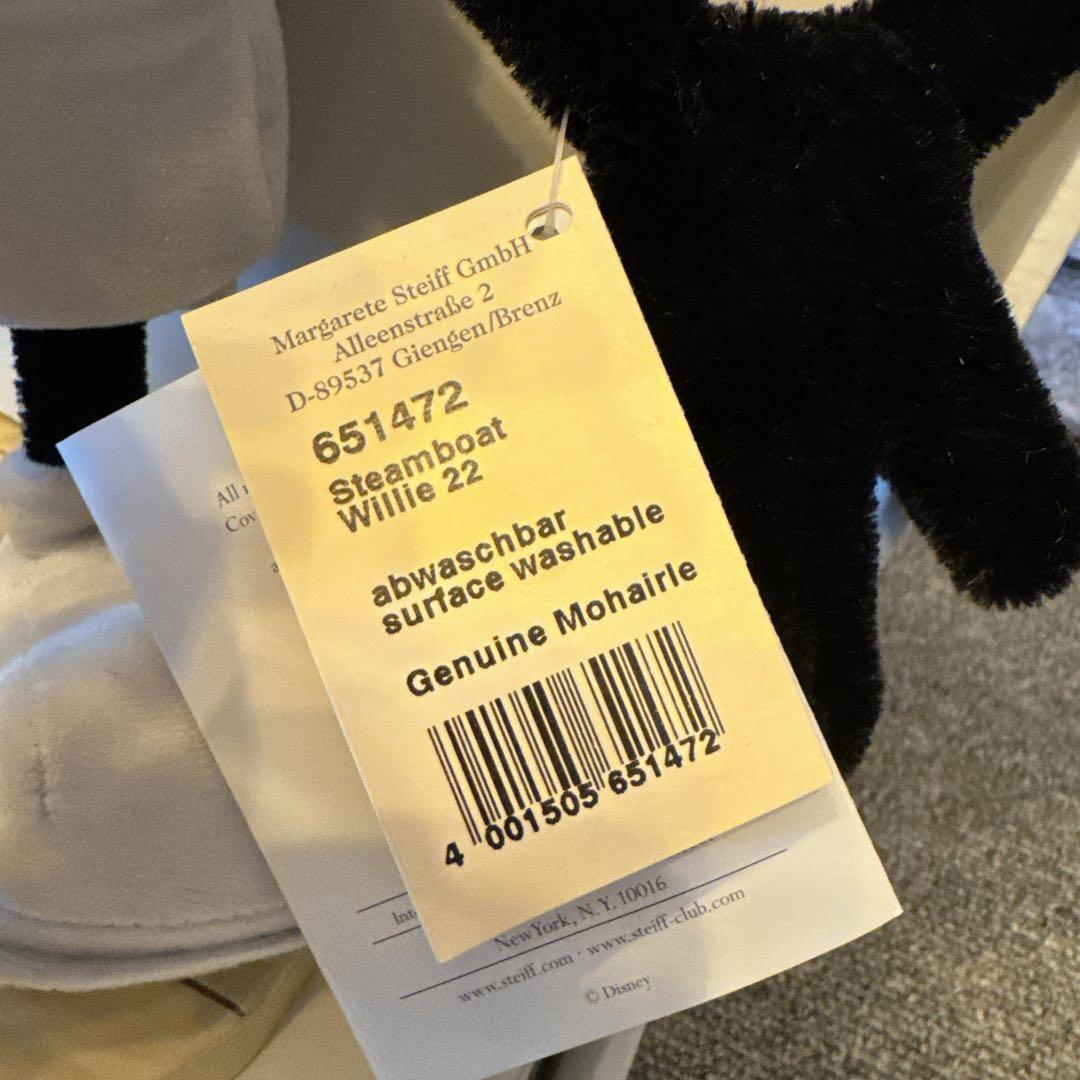 Margarete Steiff GmbH
Alleenstraße 2
D-89537 Giengen/Brenz
651472
Steamboat
Willie 22
abwaschbar
surface washable
Genuine Mohairle
4 001505 651472
All
New York, N.Y. 10016
www.steiff.com · www.steiff-club.com
© Disney